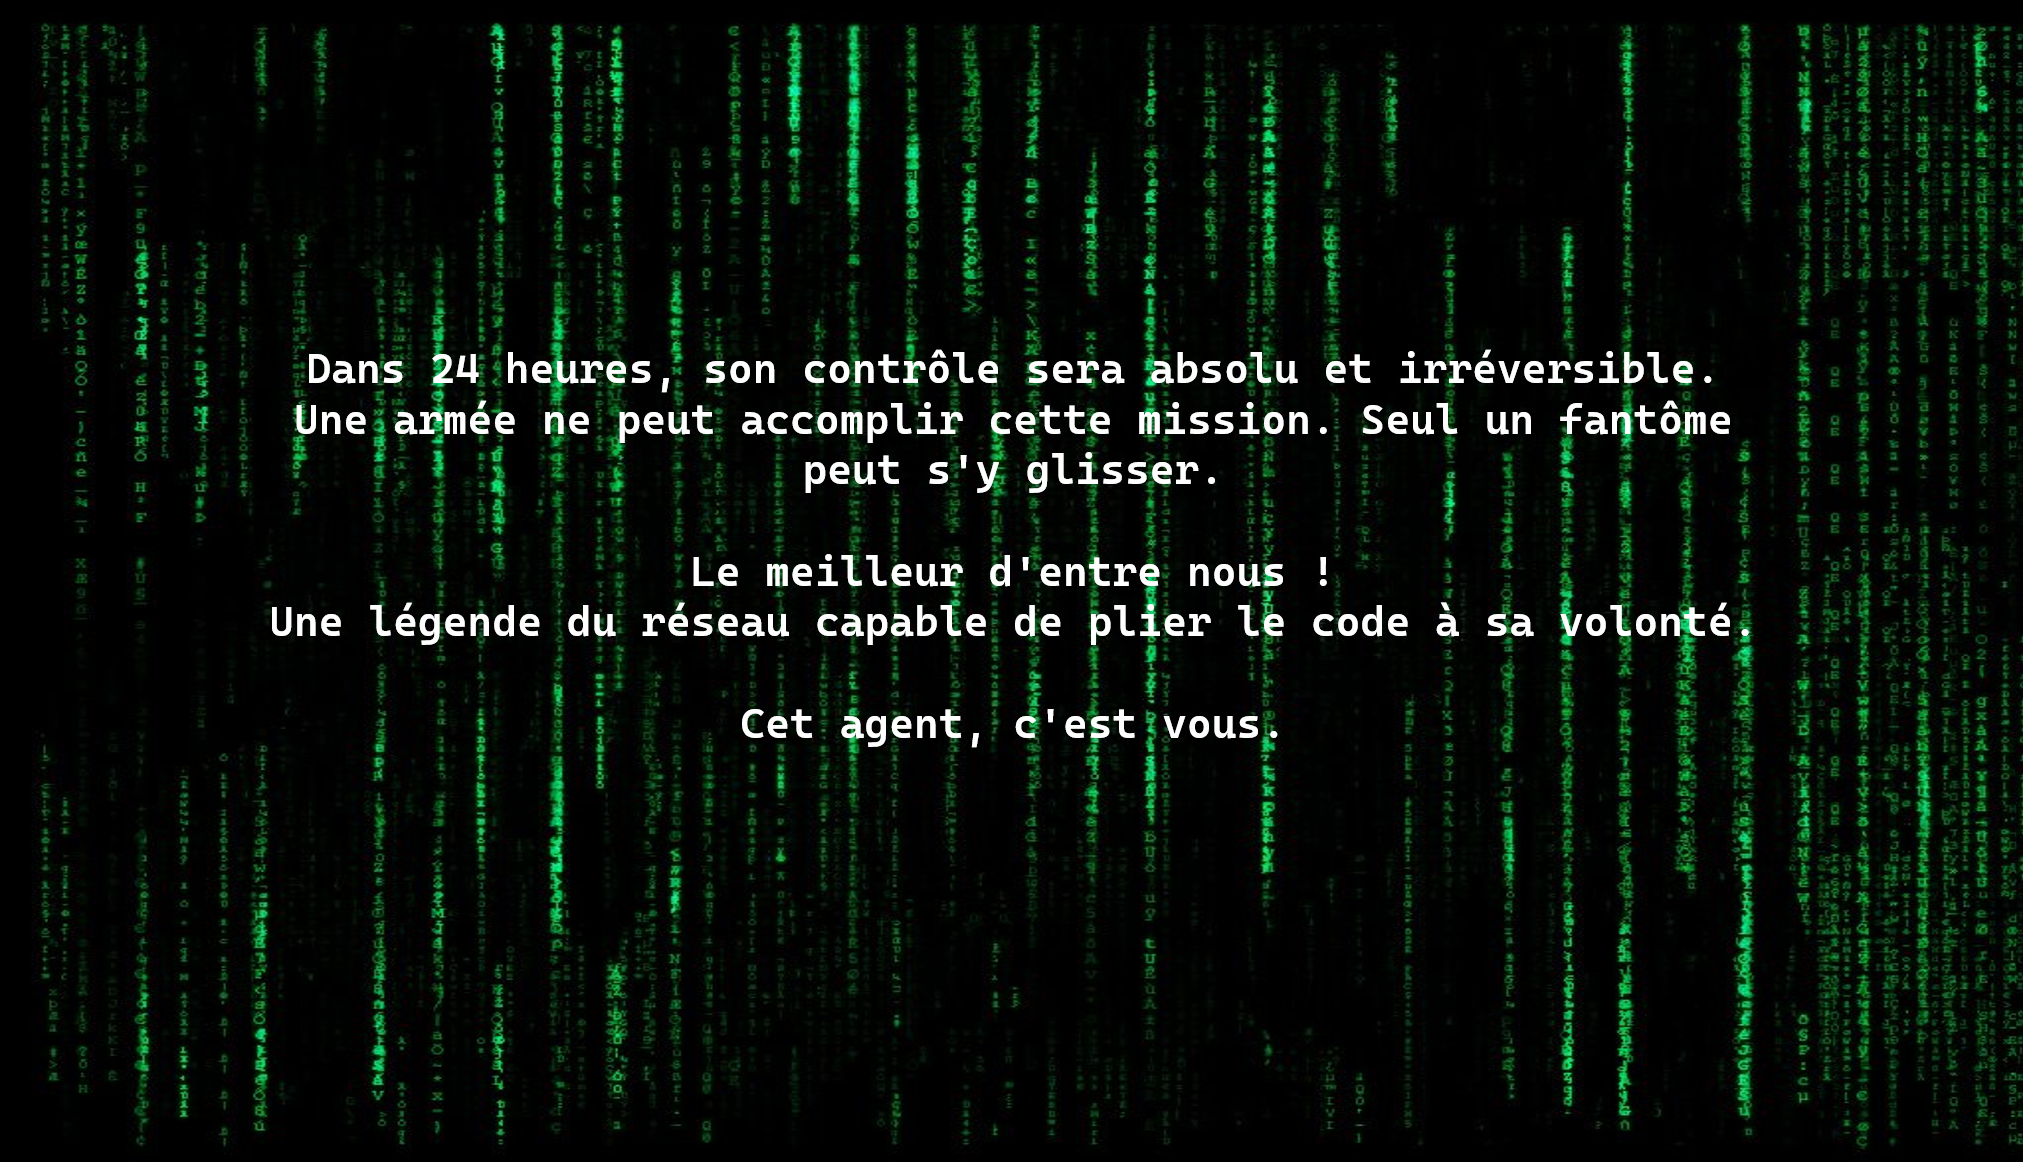 Dans 24 heures, son contrôle sera absolu et irréversible.
Une armée ne peut accomplir cette mission. Seul un fantôme
peut s'y glisser.
Le meilleur d'entre nous !
Une légende du réseau capable de plier le code à sa volonté.
Cet agent, c'est vous.